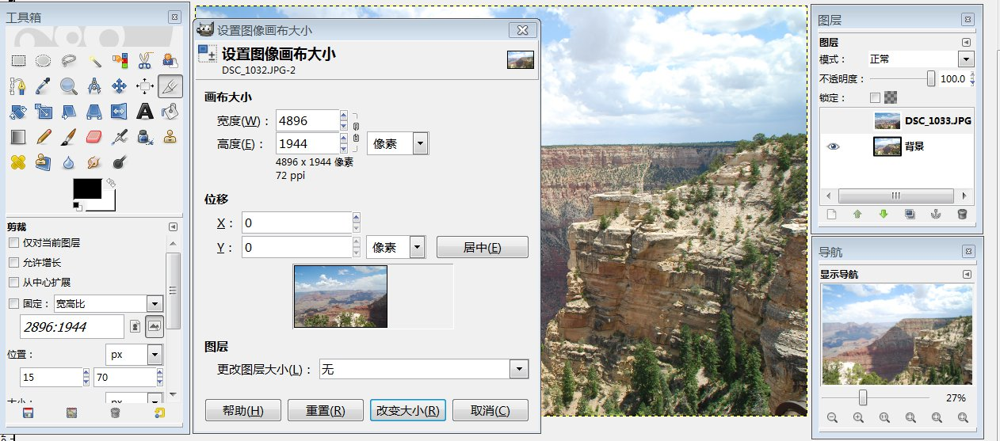 工具箱
剪裁
仅对当前图层
允许增长
从中心扩展
固定： 宽高比
2896:1944
位置： px
15 70
px
设置图像画布大小
设置图像画布大小
DSC_1032.JPG-2
画布大小
宽度(W)： 4896
高度(E)： 1944 像素
4896 x 1944 像素
72 ppi
位移
X： 0
Y： 0 像素 居中(E)
图层
更改图层大小(L)： 无
帮助(H) 重置(R) 改变大小(R) 取消(C)
图层
图层
模式： 正常
不透明度： 100.0
锁定：
DSC_1033.JPG
背景
导航
显示导航
27%